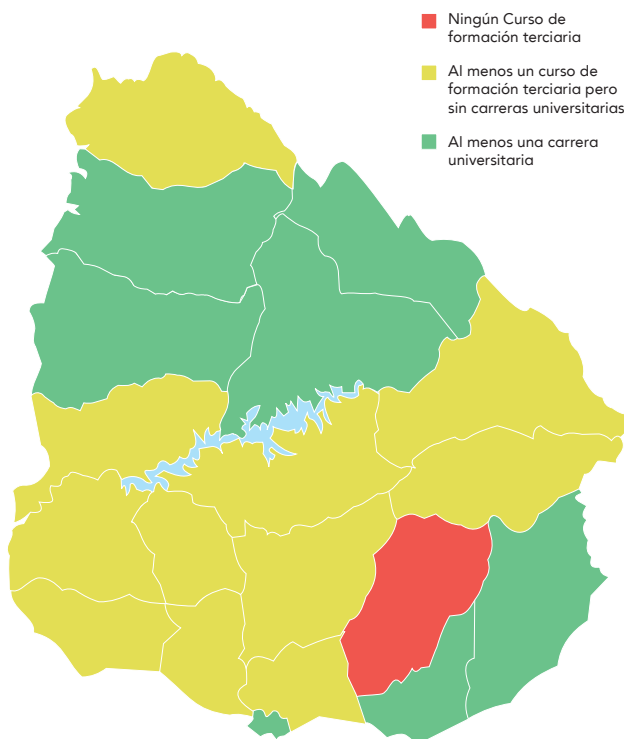 Ningún Curso de
formación terciaria
Al menos un curso de
formación terciaria pero
sin carreras universitarias
Al menos una carrera
universitaria